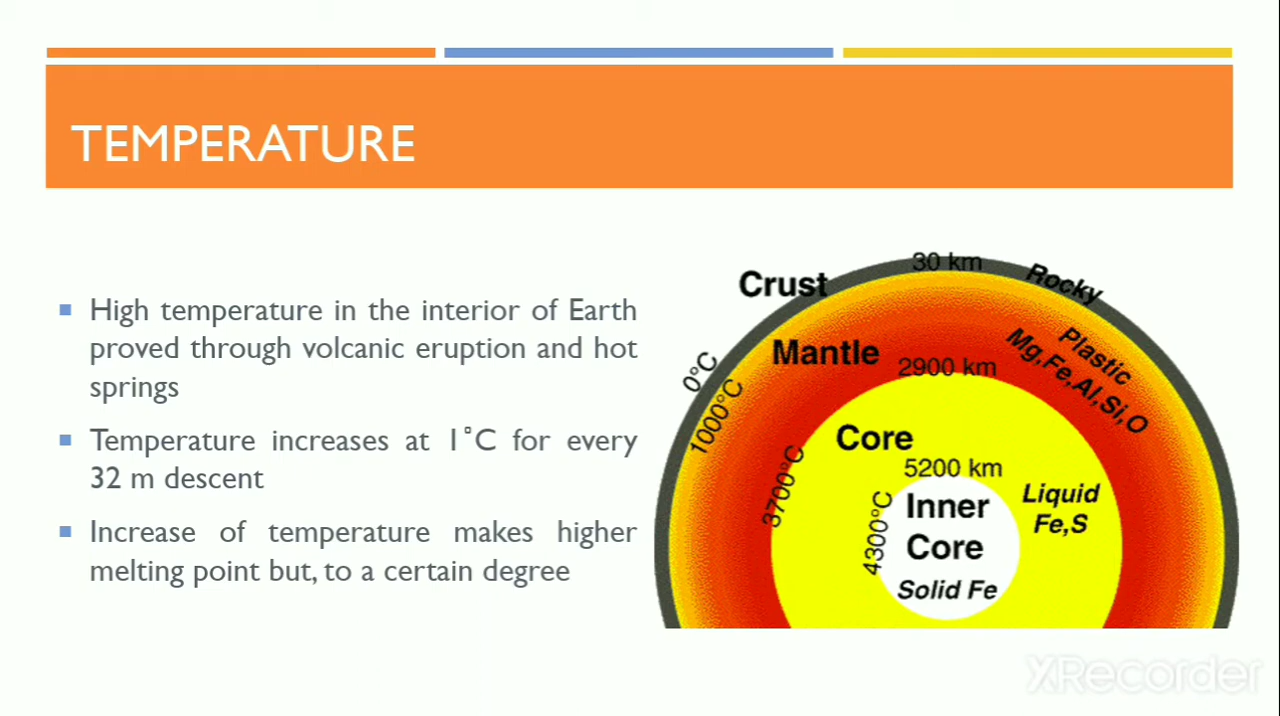 TEMPERATURE
High temperature in the interior of Earth
proved through volcanic eruption and hot
springs
Temperature increases at 1˚C for every
32 m descent
Increase of temperature makes higher
melting point but, to a certain degree
30 km
Crust
Rocky
Mantle
2900 km
Plastic
Mg,Fe,Al,Si,O
0°C
1000°C
3700°C
Core
5200 km
4300°C
Inner
Core
Solid Fe
Liquid
Fe,S
XRecorder